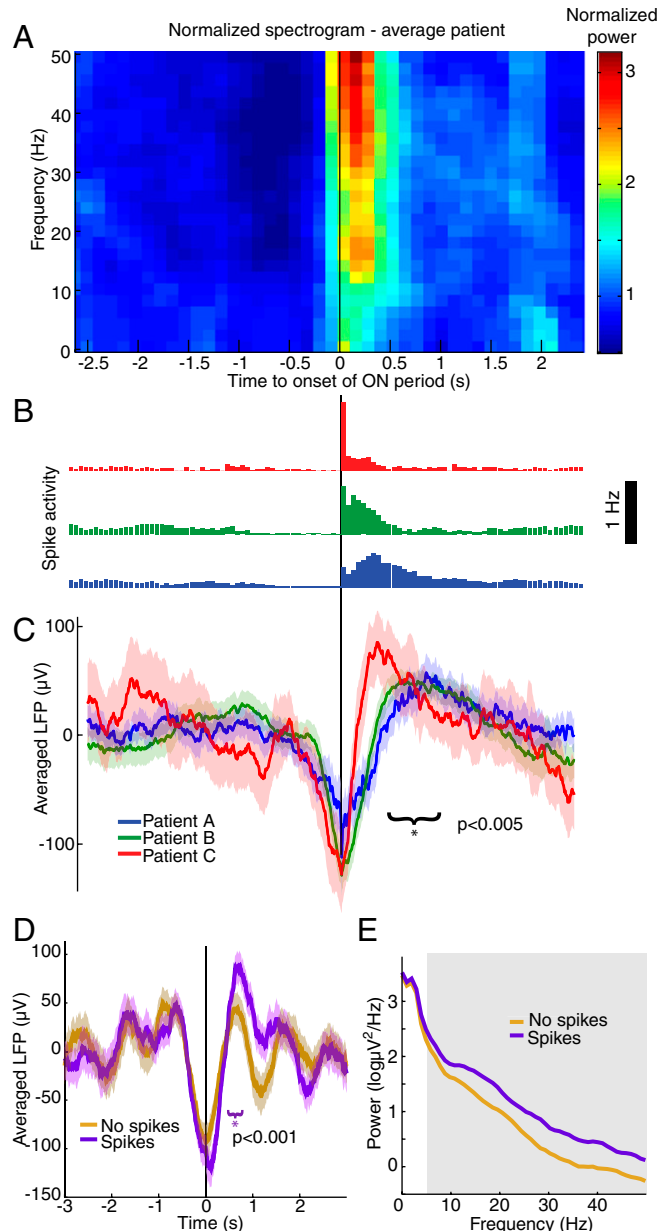 A
Normalized spectrogram - average patient
Normalized
power
Frequency (Hz)
50
40
30
20
10
0
-2.5
-2
-1.5
-1
-0.5
0
0.5
1
1.5
2
Time to onset of ON period (s)
3
2
1
B
Spike activity
1 Hz
C
Averaged LFP (µV)
100
0
-100
Patient A
Patient B
Patient C
*
p<0.005
D
Averaged LFP (µV)
100
50
0
-50
-100
-150
No spikes
Spikes
*
p<0.001
-3
-2
-1
0
1
2
3
Time (s)
E
Power (logµV²/Hz)
3
2
1
0
No spikes
Spikes
0
10
20
30
40
Frequency (Hz)